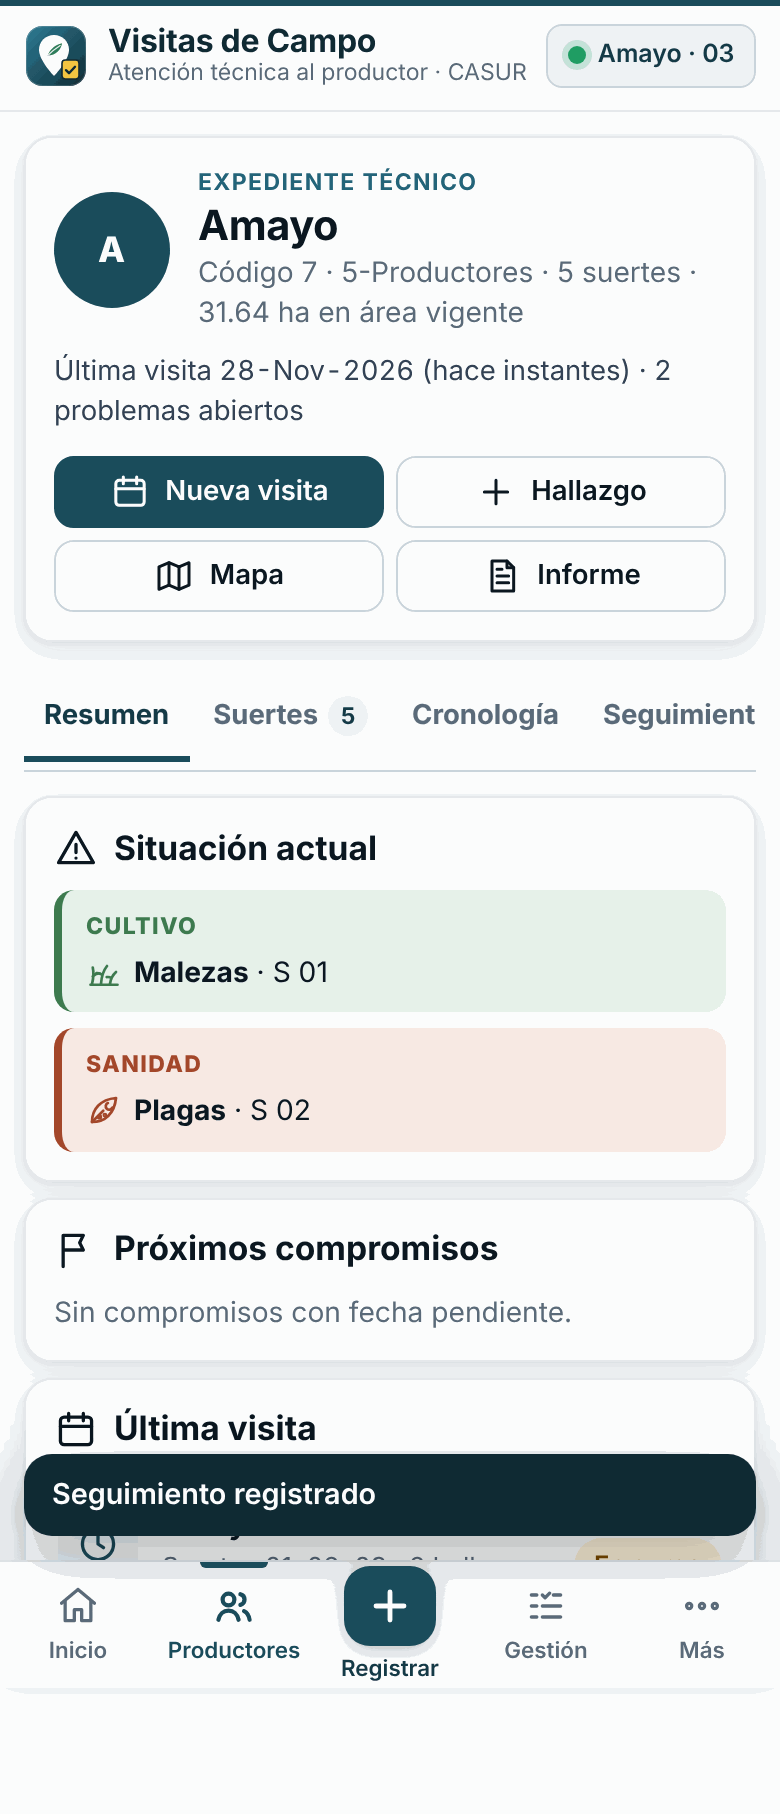 Visitas de Campo
Atención técnica al productor · CASUR
Amayo · 03
EXPEDIENTE TÉCNICO
A
Amayo
Código 7 · 5-Productores · 5 suertes ·
31.64 ha en área vigente
Última visita 28-Nov-2026 (hace instantes) · 2
problemas abiertos
Nueva visita
Hallazgo
Mapa
Informe
Resumen
Suertes 5
Cronología
Seguimient
Situación actual
CULTIVO
Malezas · S 01
SANIDAD
Plagas · S 02
Próximos compromisos
Sin compromisos con fecha pendiente.
Última visita
Seguimiento registrado
Inicio
Productores
Registrar
Gestión
Más